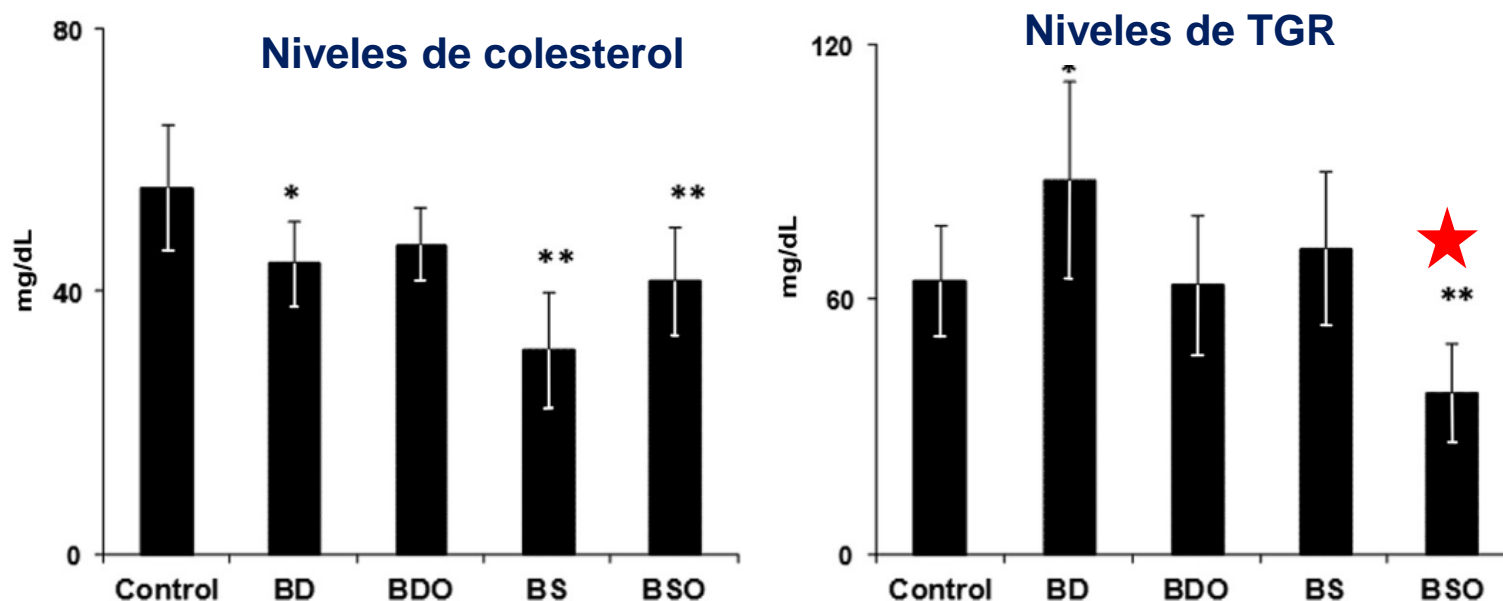 Niveles de colesterol
80
40
0
mg/dL
*
**
**
Control BD BDO BS BSO
Niveles de TGR
120
60
0
mg/dL
*
**
Control BD BDO BS BSO